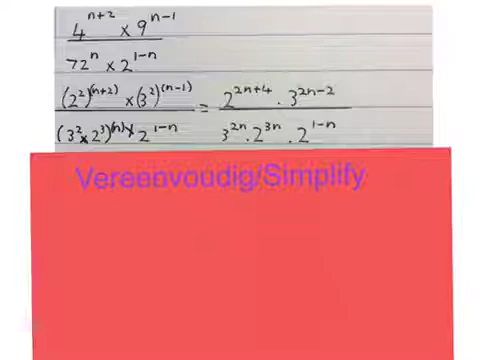 4^{n+2} × 9^{n-1}
72^n × 2^{1-n}
(2²)^{(n+2)} × (3²)^{(n-1)} = 2^{2n+4} · 3^{2n-2}
(3² × 2³)^{(n)} × 2^{1-n} 3^{2n} · 2^{3n} · 2^{1-n}
Vereenvoudig/Simplify